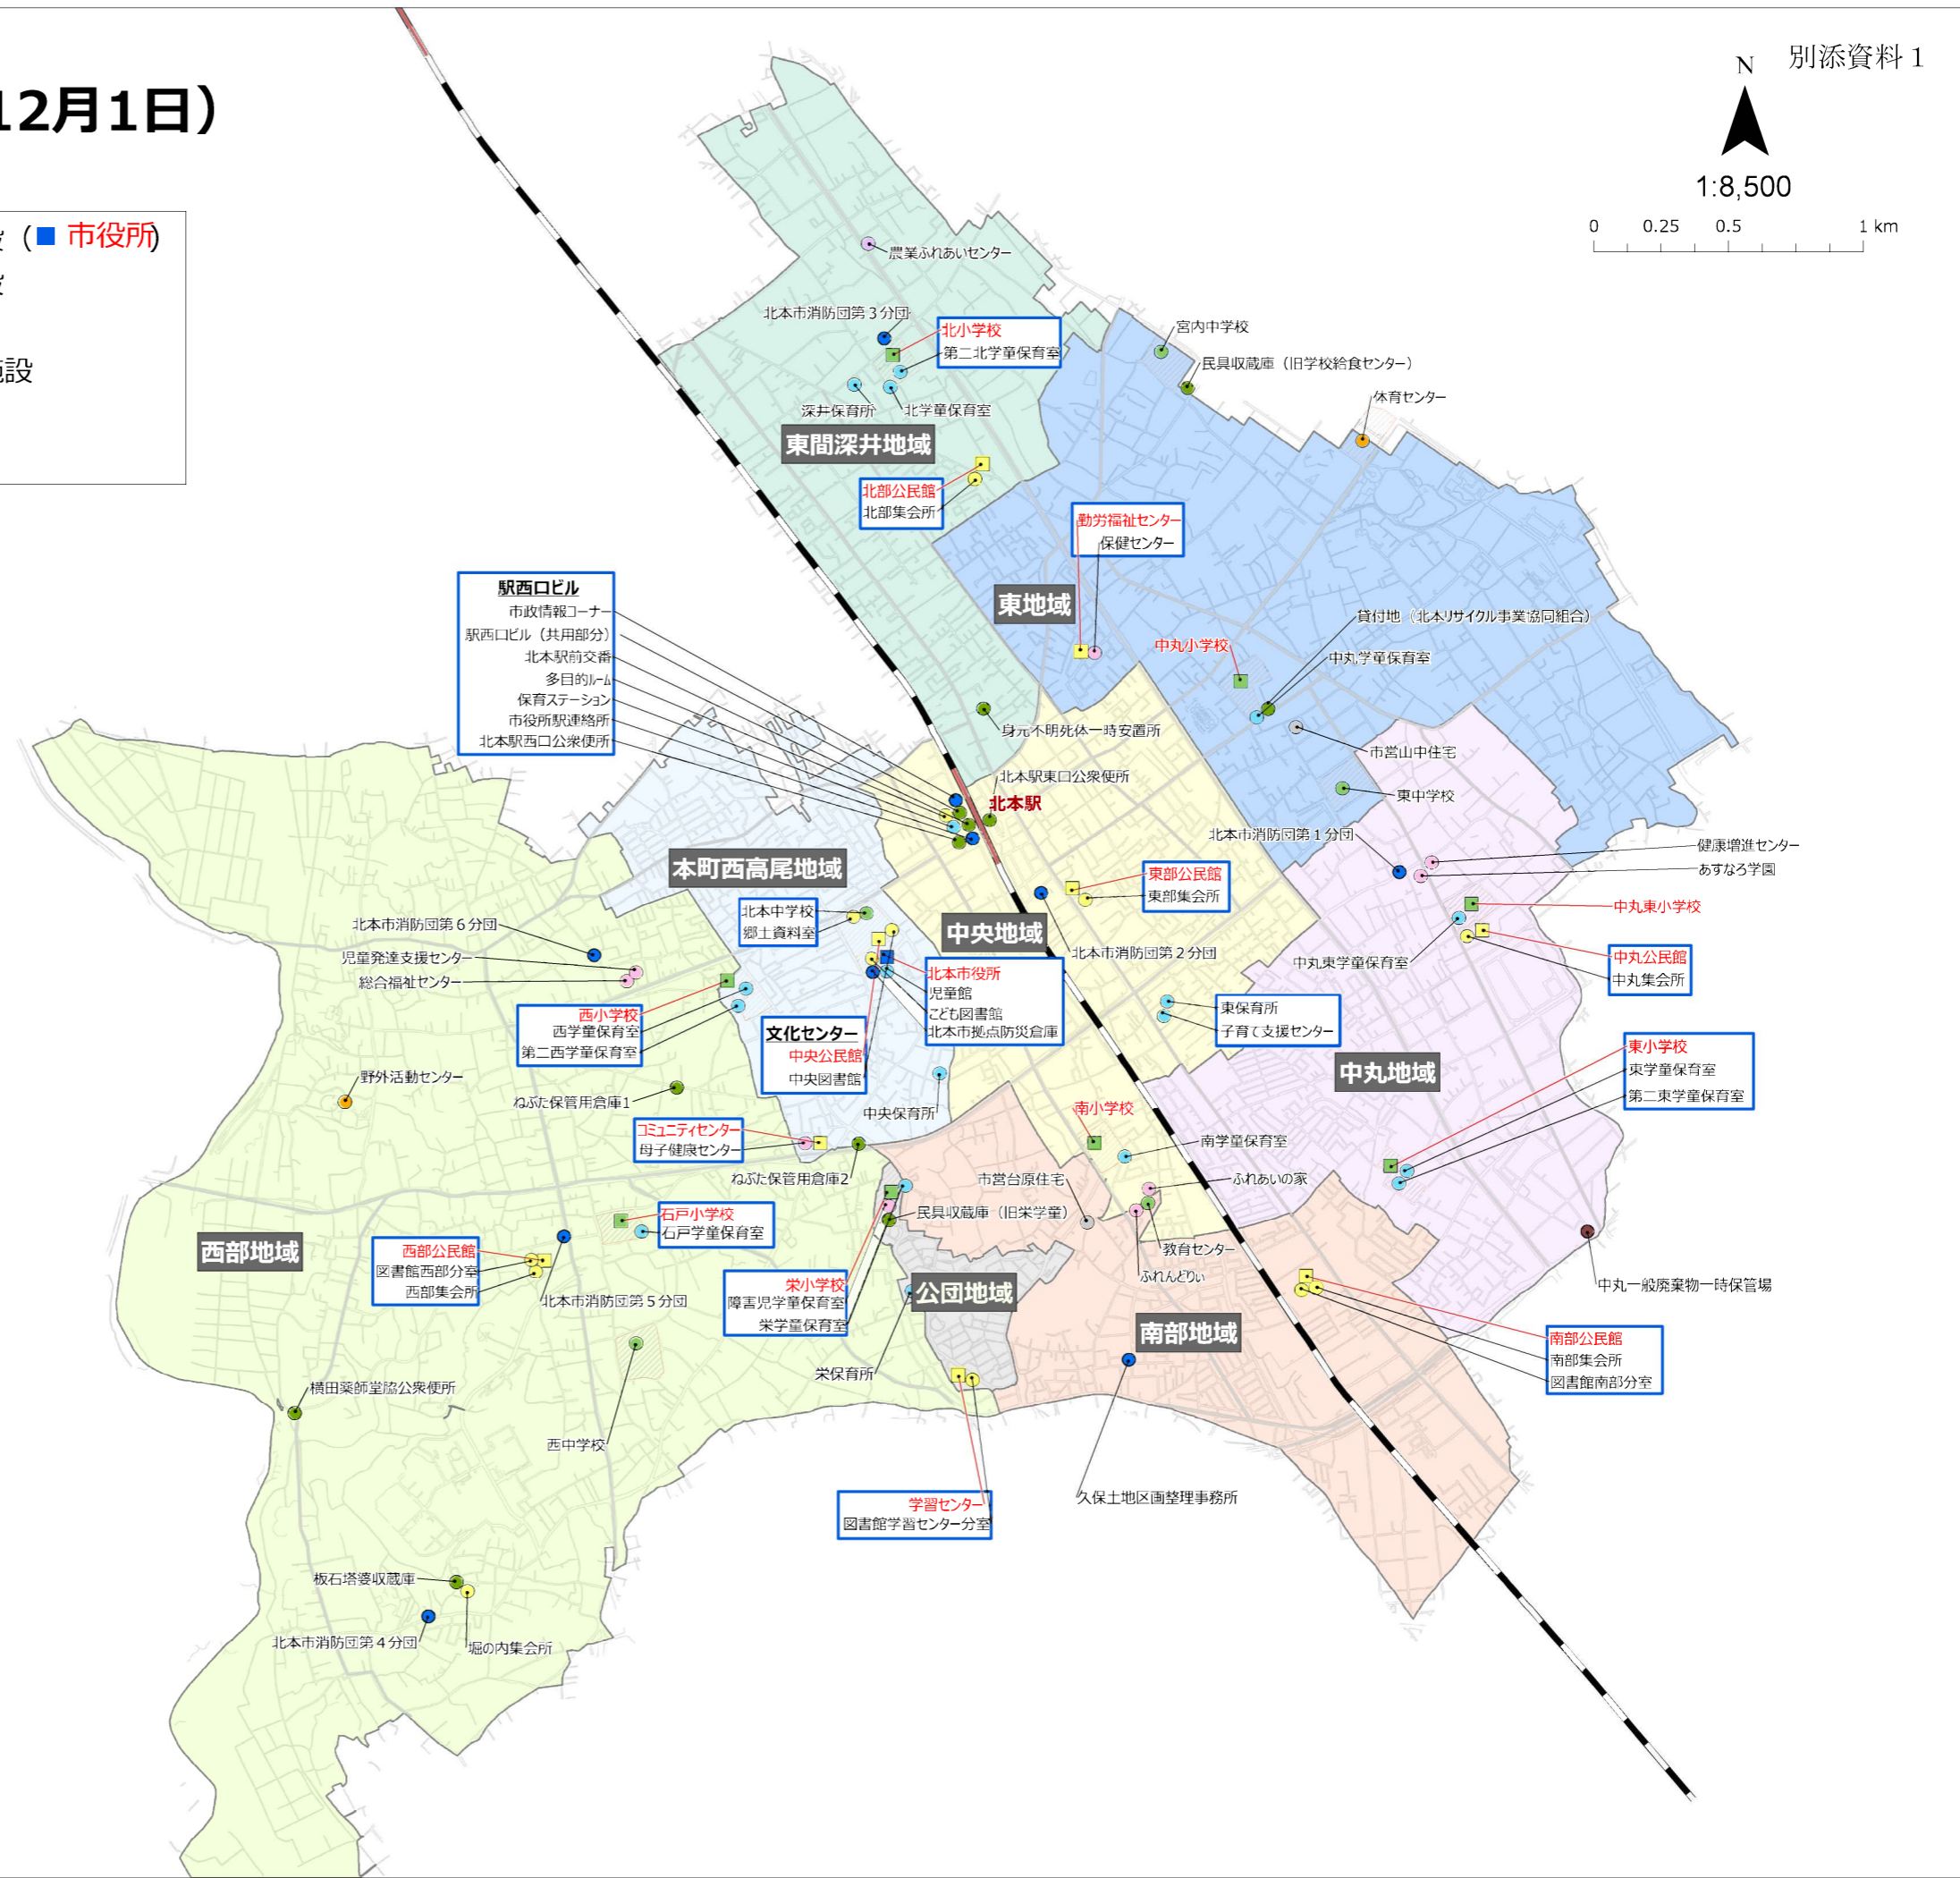 別添資料1
N
1:8,500
0 0.25 0.5 1 km
12月1日）
（■ 市役所）
施設
農業ふれあいセンター
北本市消防団第３分団
北小学校
第二北学童保育室
深井保育所
北学童保育室
東間深井地域
北部公民館
北部集会所
宮内中学校
民具収蔵庫（旧学校給食センター）
体育センター
勤労福祉センター
保健センター
東地域
貸付地（北本リサイクル事業協同組合）
中丸小学校
中丸学童保育室
市営山中住宅
東中学校
駅西口ビル
市政情報コーナー
駅西口ビル（共用部分）
北本駅前交番
多目的ルーム
保育ステーション
市役所駅連絡所
北本駅西口公衆便所
身元不明死体一時安置所
北本駅東口公衆便所
北本駅
北本市消防団第１分団
健康増進センター
あすなろ学園
中丸東小学校
中丸東学童保育室
中丸公民館
中丸集会所
本町西高尾地域
北本中学校
郷土資料室
東部公民館
東部集会所
中央地域
北本市消防団第２分団
北本市役所
児童館
こども図書館
北本市拠点防災倉庫
文化センター
中央公民館
中央図書館
中央保育所
北本市消防団第６分団
児童発達支援センター
総合福祉センター
西小学校
西学童保育室
第二西学童保育室
東保育所
子育て支援センター
中丸地域
東小学校
東学童保育室
第二東学童保育室
野外活動センター
ねぷた保管用倉庫1
コミュニティセンター
母子健康センター
ねぷた保管用倉庫2
南小学校
南学童保育室
市営台原住宅
ふれあいの家
民具収蔵庫（旧栄学童）
教育センター
ふれんどりぃ
中丸一般廃棄物一時保管場
西部地域
石戸小学校
石戸学童保育室
西部公民館
図書館西部分室
西部集会所
北本市消防団第５分団
栄小学校
障害児学童保育室
栄学童保育室
公団地域
南部地域
南部公民館
南部集会所
図書館南部分室
栄保育所
横田薬師堂脇公衆便所
西中学校
学習センター
図書館学習センター分室
久保土地区画整理事務所
板石塔婆収蔵庫
北本市消防団第４分団
堀の内集会所